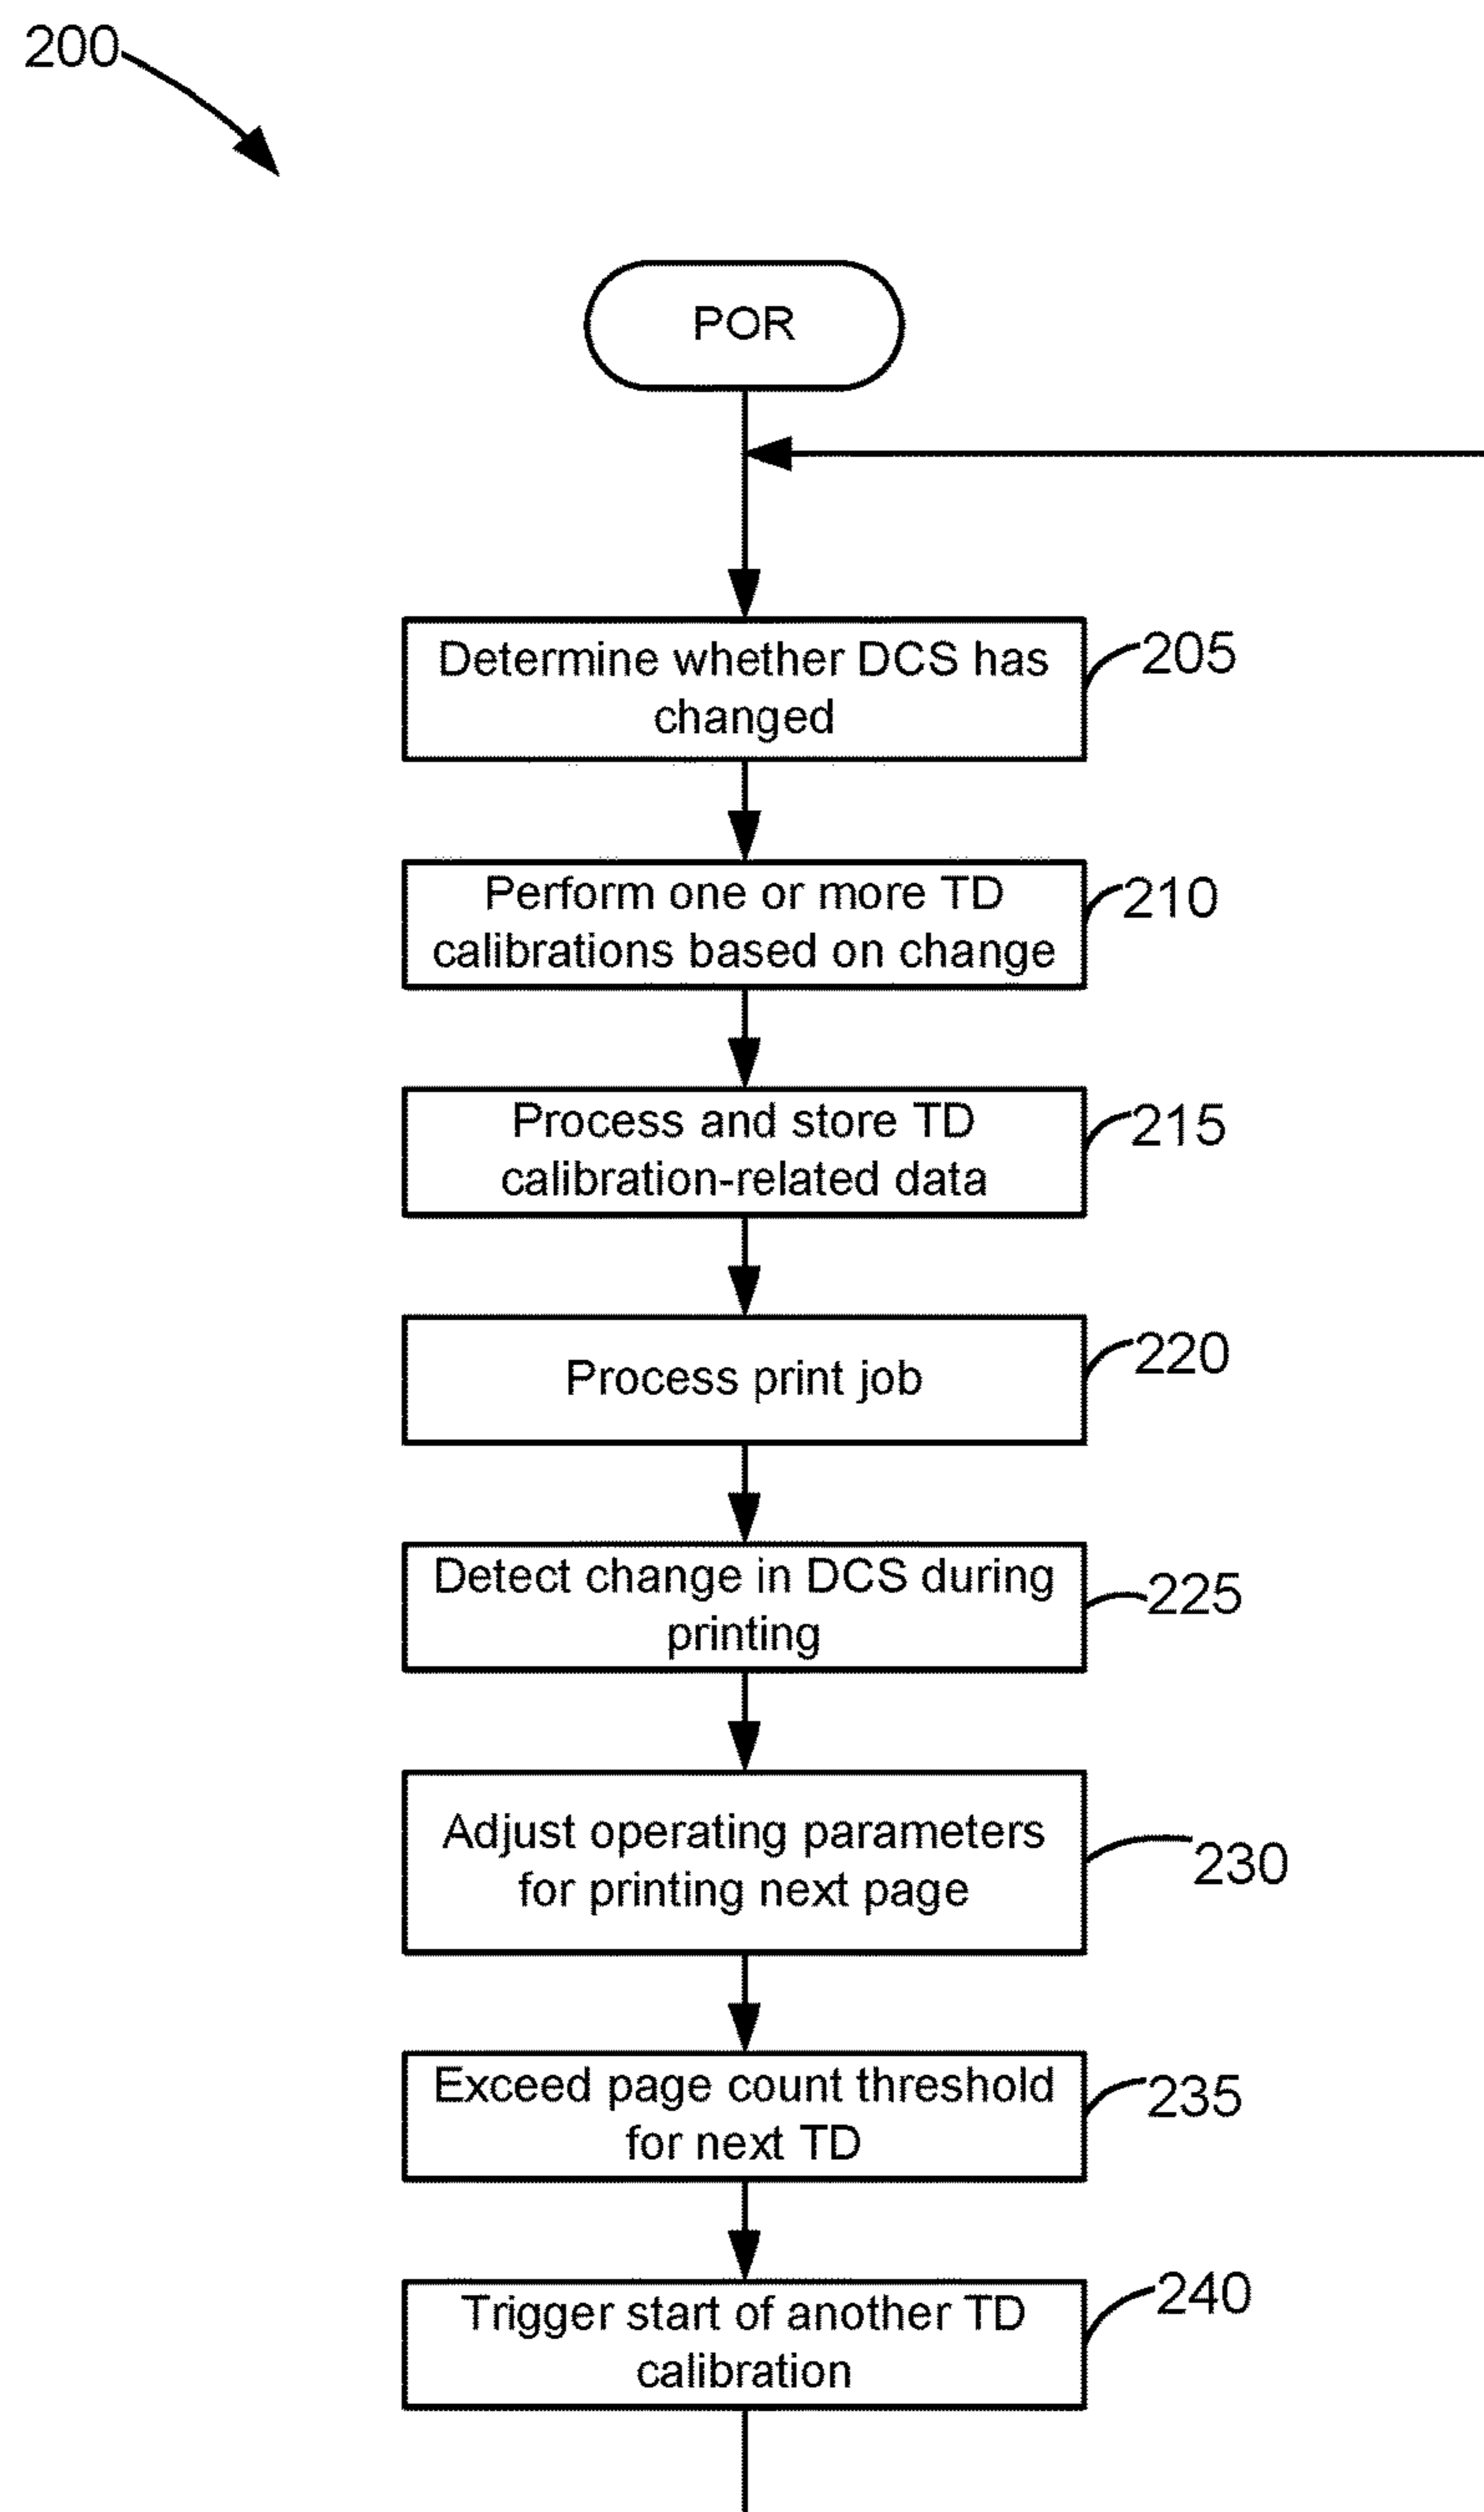 200
POR
Determine whether DCS has
changed
205
Perform one or more TD
calibrations based on change
210
Process and store TD
calibration-related data
215
Process print job
220
Detect change in DCS during
printing
225
Adjust operating parameters
for printing next page
230
Exceed page count threshold
for next TD
235
Trigger start of another TD
calibration
240